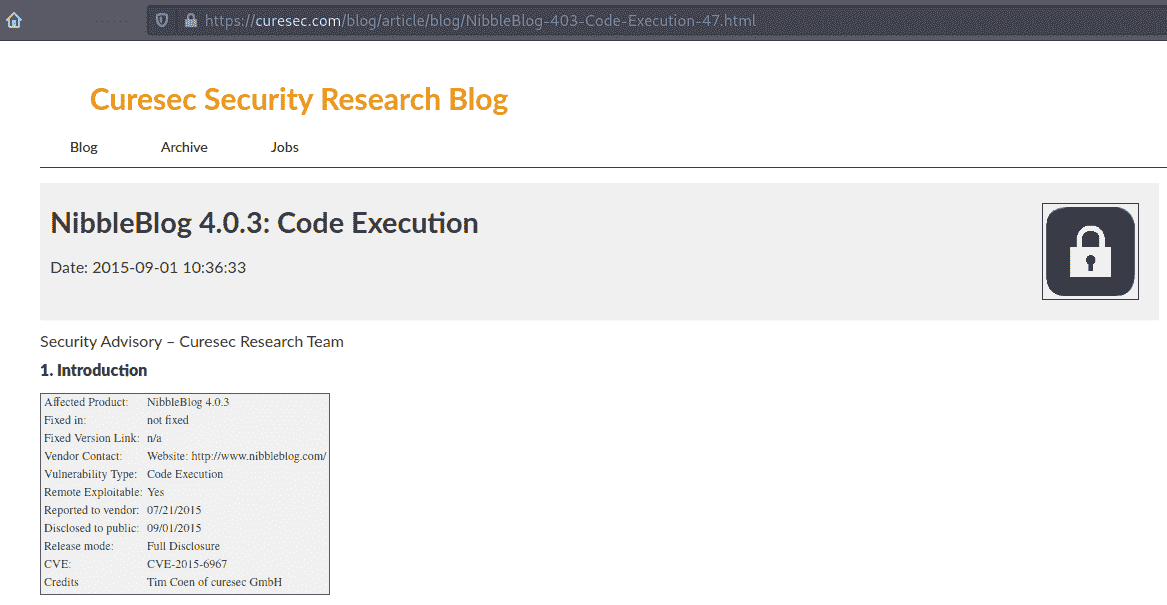 https://curesec.com/blog/article/blog/NibbleBlog-403-Code-Execution-47.html
Curesec Security Research Blog
Blog Archive Jobs
NibbleBlog 4.0.3: Code Execution
Date: 2015-09-01 10:36:33
Security Advisory – Curesec Research Team
1. Introduction
Affected Product: NibbleBlog 4.0.3
Fixed in: not fixed
Fixed Version Link: n/a
Vendor Contact: Website: http://www.nibbleblog.com/
Vulnerability Type: Code Execution
Remote Exploitable: Yes
Reported to vendor: 07/21/2015
Disclosed to public: 09/01/2015
Release mode: Full Disclosure
CVE: CVE-2015-6967
Credits Tim Coen of curesec GmbH